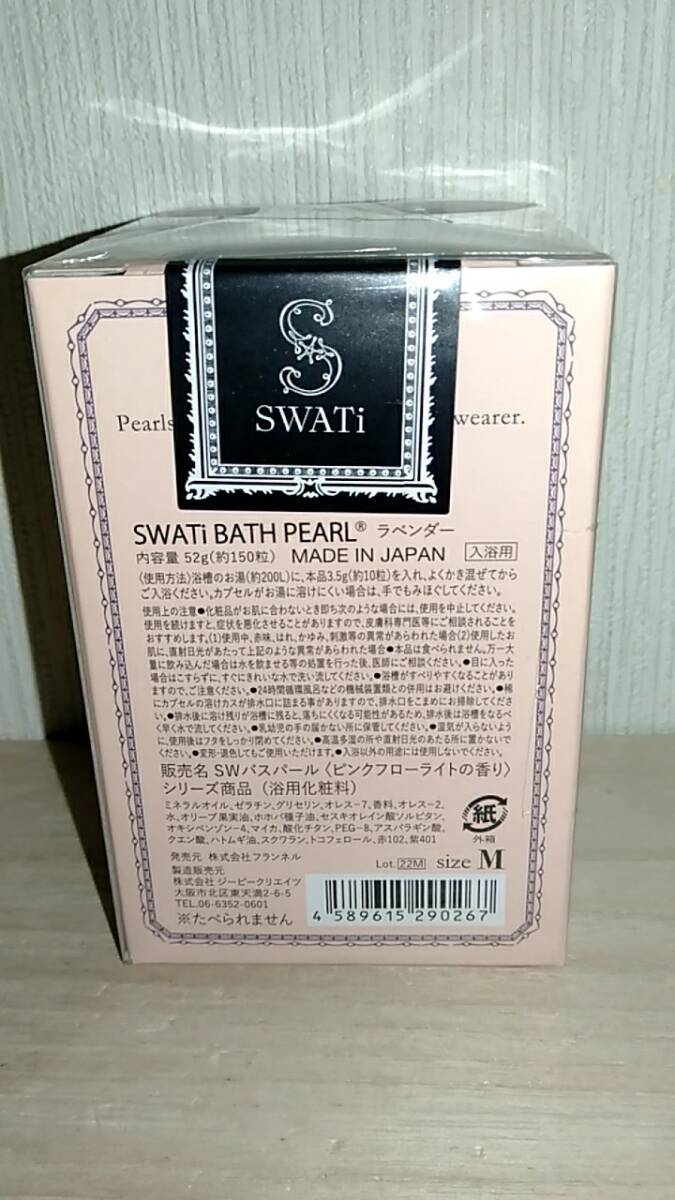 SWATi
Pearls
wearer.
SWATi BATH PEARL® ラベンダー
内容量 52g(約150粒) MADE IN JAPAN 入浴用
〈使用方法〉浴槽のお湯(約200L)に、本品3.5g(約10粒)を入れ、よくかき混ぜてから
ご入浴ください。カプセルがお湯に溶けにくい場合は、手でもみほぐしてください。
使用上の注意●化粧品がお肌に合わないとき即ち次のような場合には、使用を中止してください。
使用を続けますと、症状を悪化させることがありますので、皮膚科専門医等にご相談されることを
おすすめします。(1)使用中、赤味、はれ、かゆみ、刺激等の異常があらわれた場合(2)使用したお
肌に、直射日光があたって上記のような異常があらわれた場合●本品は食べられません。万一大
量に飲み込んだ場合は水を飲ませる等の処置を行った後、医師にご相談ください。●目に入った
場合はこすらずに、すぐにきれいな水で洗い流してください。●浴槽がすべりやすくなることがあり
ますので、ご注意ください。●24時間循環風呂などの機械装置類との併用はお避けください。●稀
にカプセルの溶けカスが排水口に詰まる事がありますので、排水口をこまめにお掃除してくださ
い。●排水後に溶け残りが浴槽に残ると、落ちにくくなる可能性があるため、排水後は浴槽をなるべ
く早く水で流してください。●乳幼児の手の届かない所に保管してください。●湿気が入らないよう
に、使用後はフタをしっかり閉めてください。●高温多湿の所や直射日光のあたる所に置かないで
ください。●変形・退色してもご使用いただけます。●入浴以外の用途には使用しないでください。
販売名 SWバスパール〈ピンクフローライトの香り〉
シリーズ商品（浴用化粧料）
ミネラルオイル、ゼラチン、グリセリン、オレス-7、香料、オレス-2、
水、オリーブ果実油、ホホバ種子油、セスキオレイン酸ソルビタン、
オキシベンゾン-4、マイカ、酸化チタン、PEG-8、アスパラギン酸、
クエン酸、ハトムギ油、スクワラン、トコフェロール、赤102、紫401
紙
外箱
発売元 株式会社フランネル
製造販売元
株式会社 ジーピークリエイツ
大阪市北区東天満2-6-5
TEL.06-6352-0601
※たべられません
Lot. 22M size M
4 589615 290267